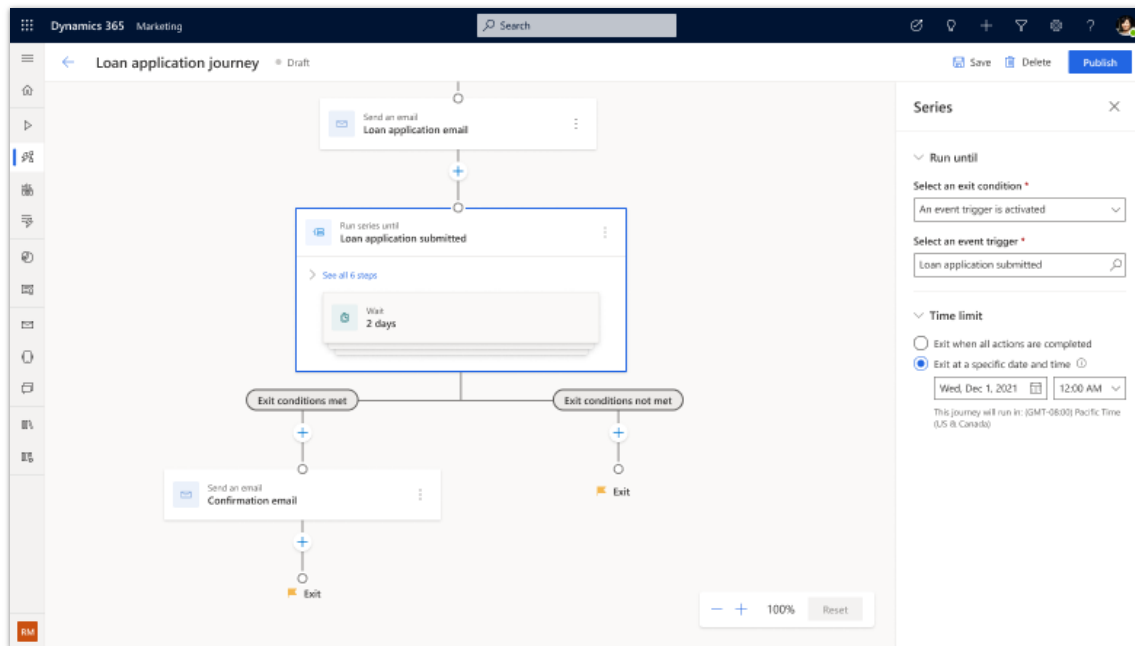 Dynamics 365 Marketing
Search
?
Loan application journey Draft
Save Delete Publish
Send an email
Loan application email
Run series until
Loan application submitted
See all 6 steps
Wait
2 days
Exit conditions met
Exit conditions not met
Send an email
Confirmation email
Exit
Exit
100% Reset
RM
Series
Run until
Select an exit condition *
An event trigger is activated
Select an event trigger *
Loan application submitted
Time limit
Exit when all actions are completed
Exit at a specific date and time
Wed, Dec 1, 2021 12:00 AM
This journey will run in: (GMT-08:00) Pacific Time
(US & Canada)